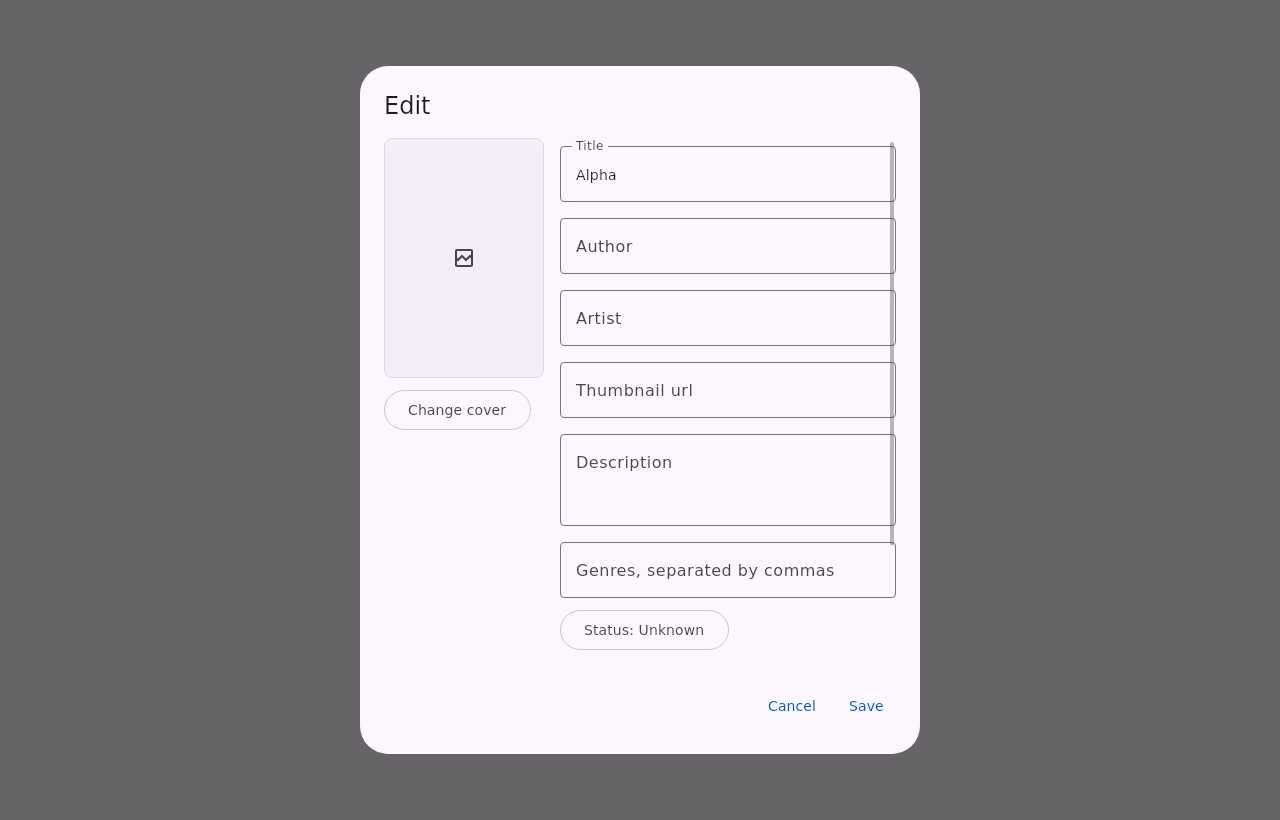 Edit
Title
Alpha
Author
Artist
Thumbnail url
Change cover
Description
Genres, separated by commas
Status: Unknown
Cancel
Save